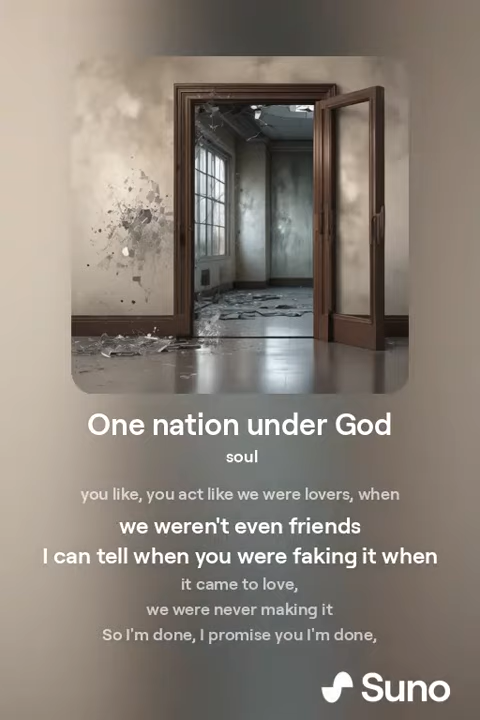 One nation under God
soul
you like, you act like we were lovers, when
we weren't even friends
I can tell when you were faking it when
it came to love,
we were never making it
So I'm done, I promise you I'm done,
Suno